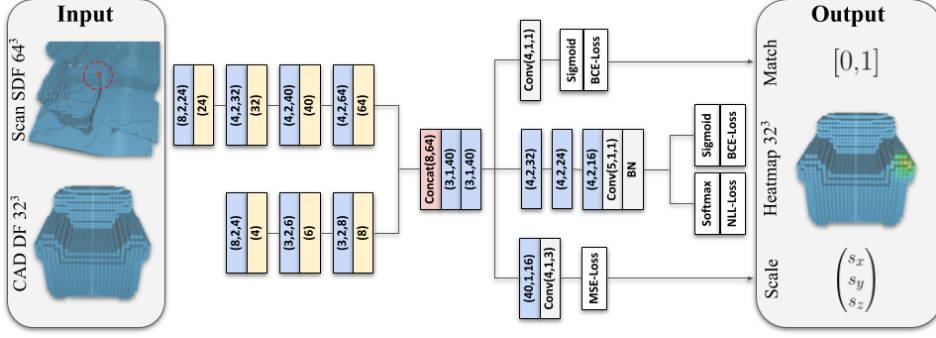 Input
Scan SDF 64³
CAD DF 32³
(8,2,24)
(24)
(4,2,32)
(32)
(4,2,40)
(40)
(4,2,64)
(64)
(8,2,4)
(4)
(3,2,6)
(6)
(3,2,8)
(8)
Concat(8,64)
(3,1,40)
(3,1,40)
Conv(4,1,1)
Sigmoid
BCE-Loss
(4,2,32)
(4,2,24)
(4,2,16)
Conv(5,1,1)
BN
Sigmoid
BCE-Loss
Softmax
NLL-Loss
(40,1,16)
Conv(4,1,3)
MSE-Loss
Output
Match
[0,1]
Heatmap 32³
Scale
s_x
s_y
s_z